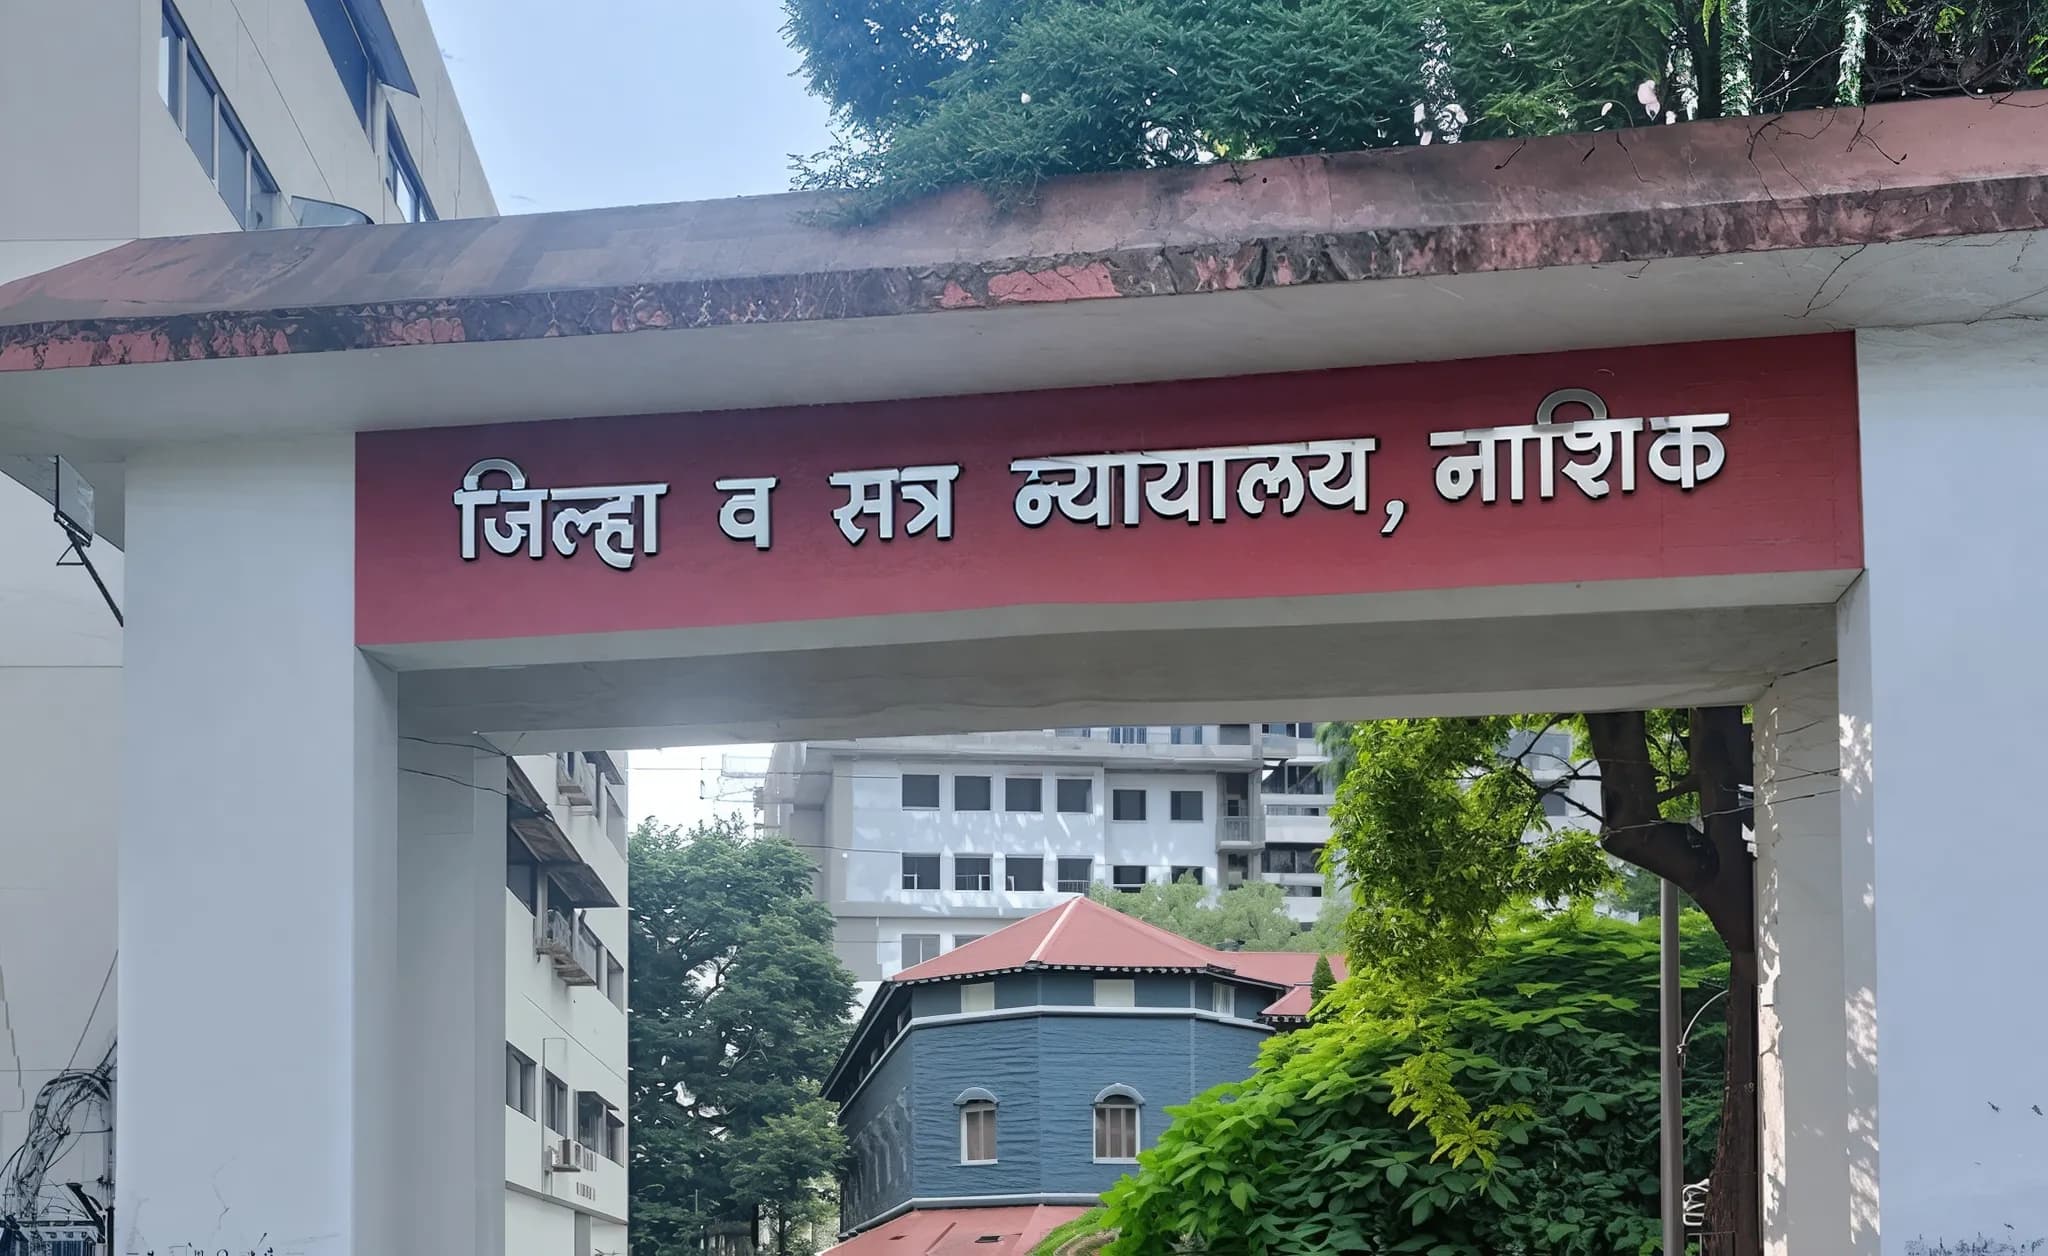 जिल्हा व सत्र न्यायालय, नाशिक